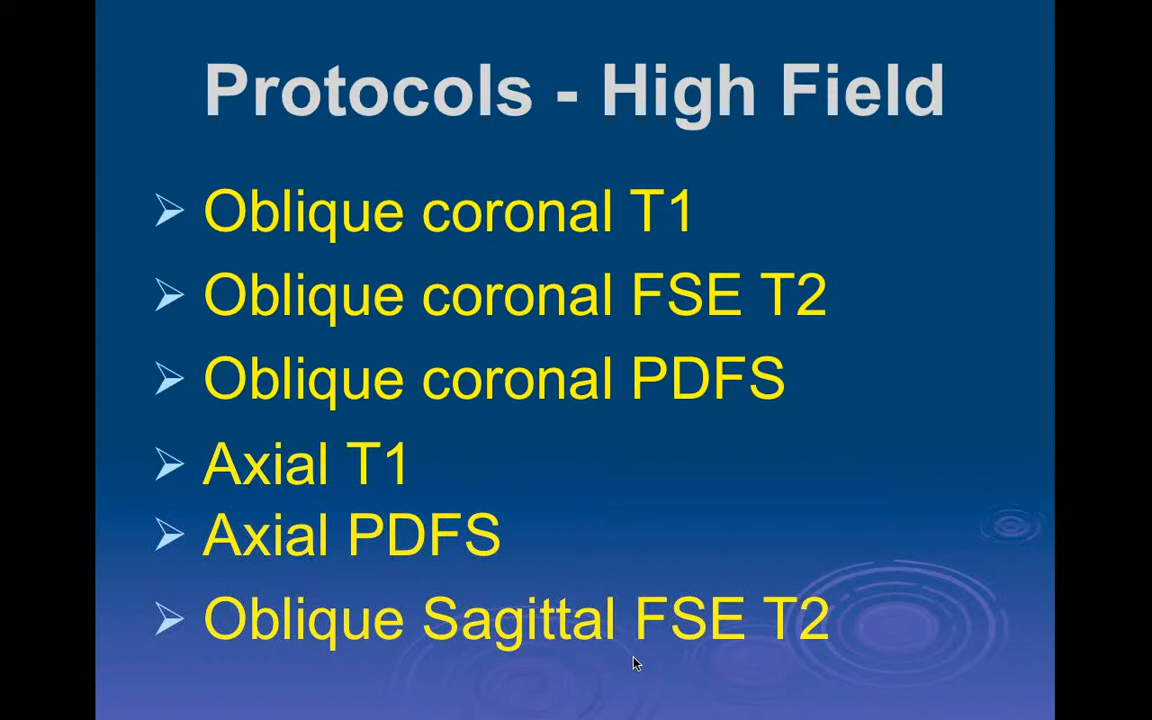 Protocols - High Field
Oblique coronal T1
Oblique coronal FSE T2
Oblique coronal PDFS
Axial T1
Axial PDFS
Oblique Sagittal FSE T2